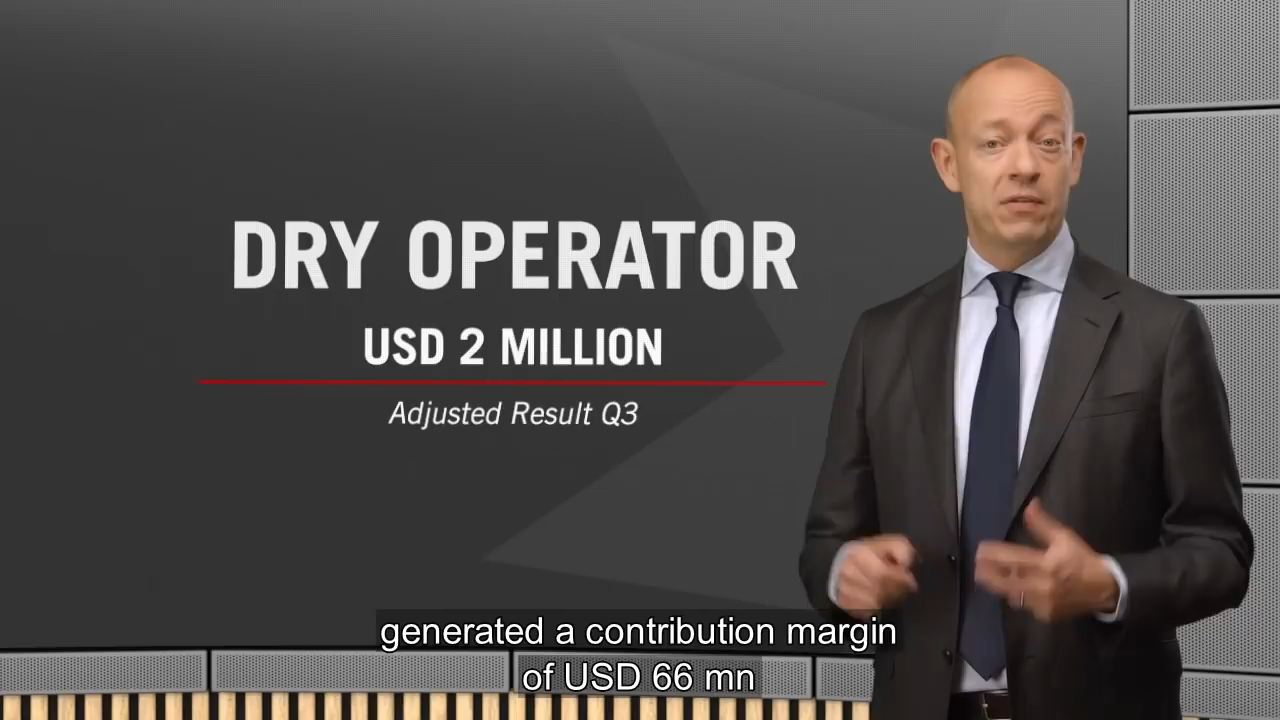 DRY OPERATOR
USD 2 MILLION
Adjusted Result Q3
generated a contribution margin
of USD 66 mn